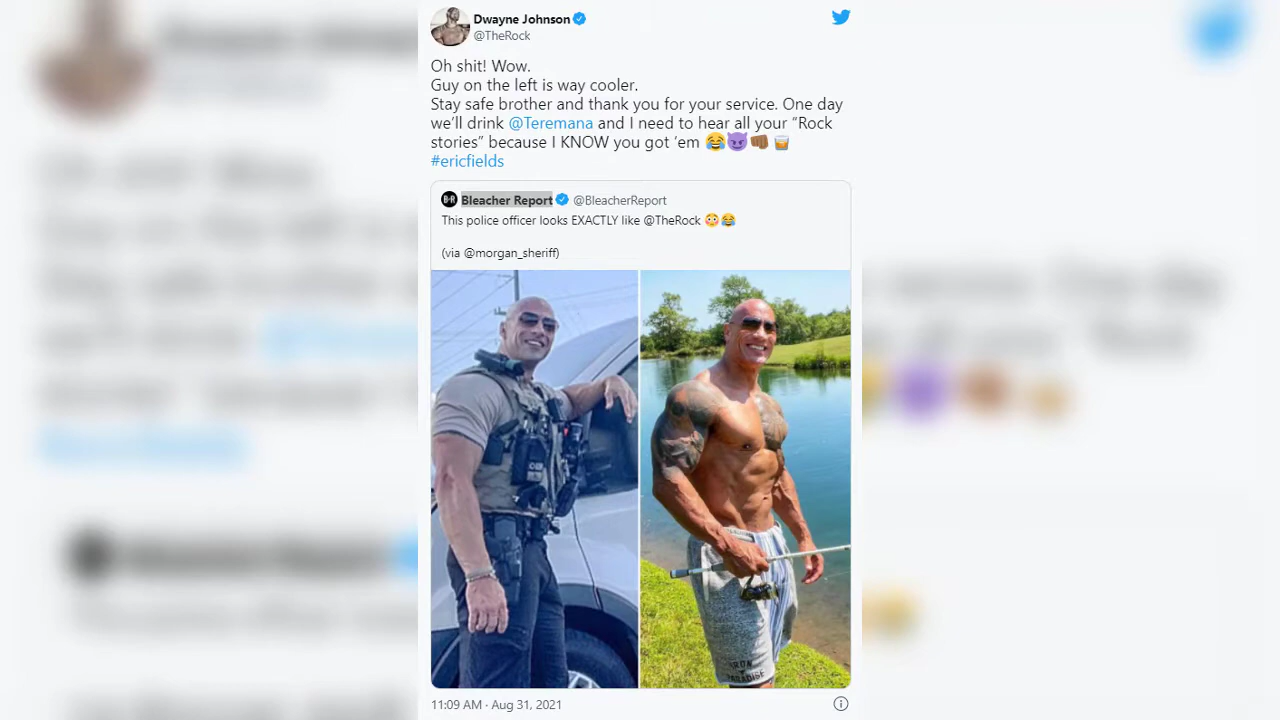 Dwayne Johnson
@TheRock
Oh shit! Wow.
Guy on the left is way cooler.
Stay safe brother and thank you for your service. One day
we’ll drink @Teremana and I need to hear all your “Rock
stories” because I KNOW you got ‘em 😂😈👊🏾🥃
#ericfields
B R Bleacher Report @BleacherReport
This police officer looks EXACTLY like @TheRock 😳😂
(via @morgan_sheriff)
IRON
PARADISE
11:09 AM · Aug 31, 2021